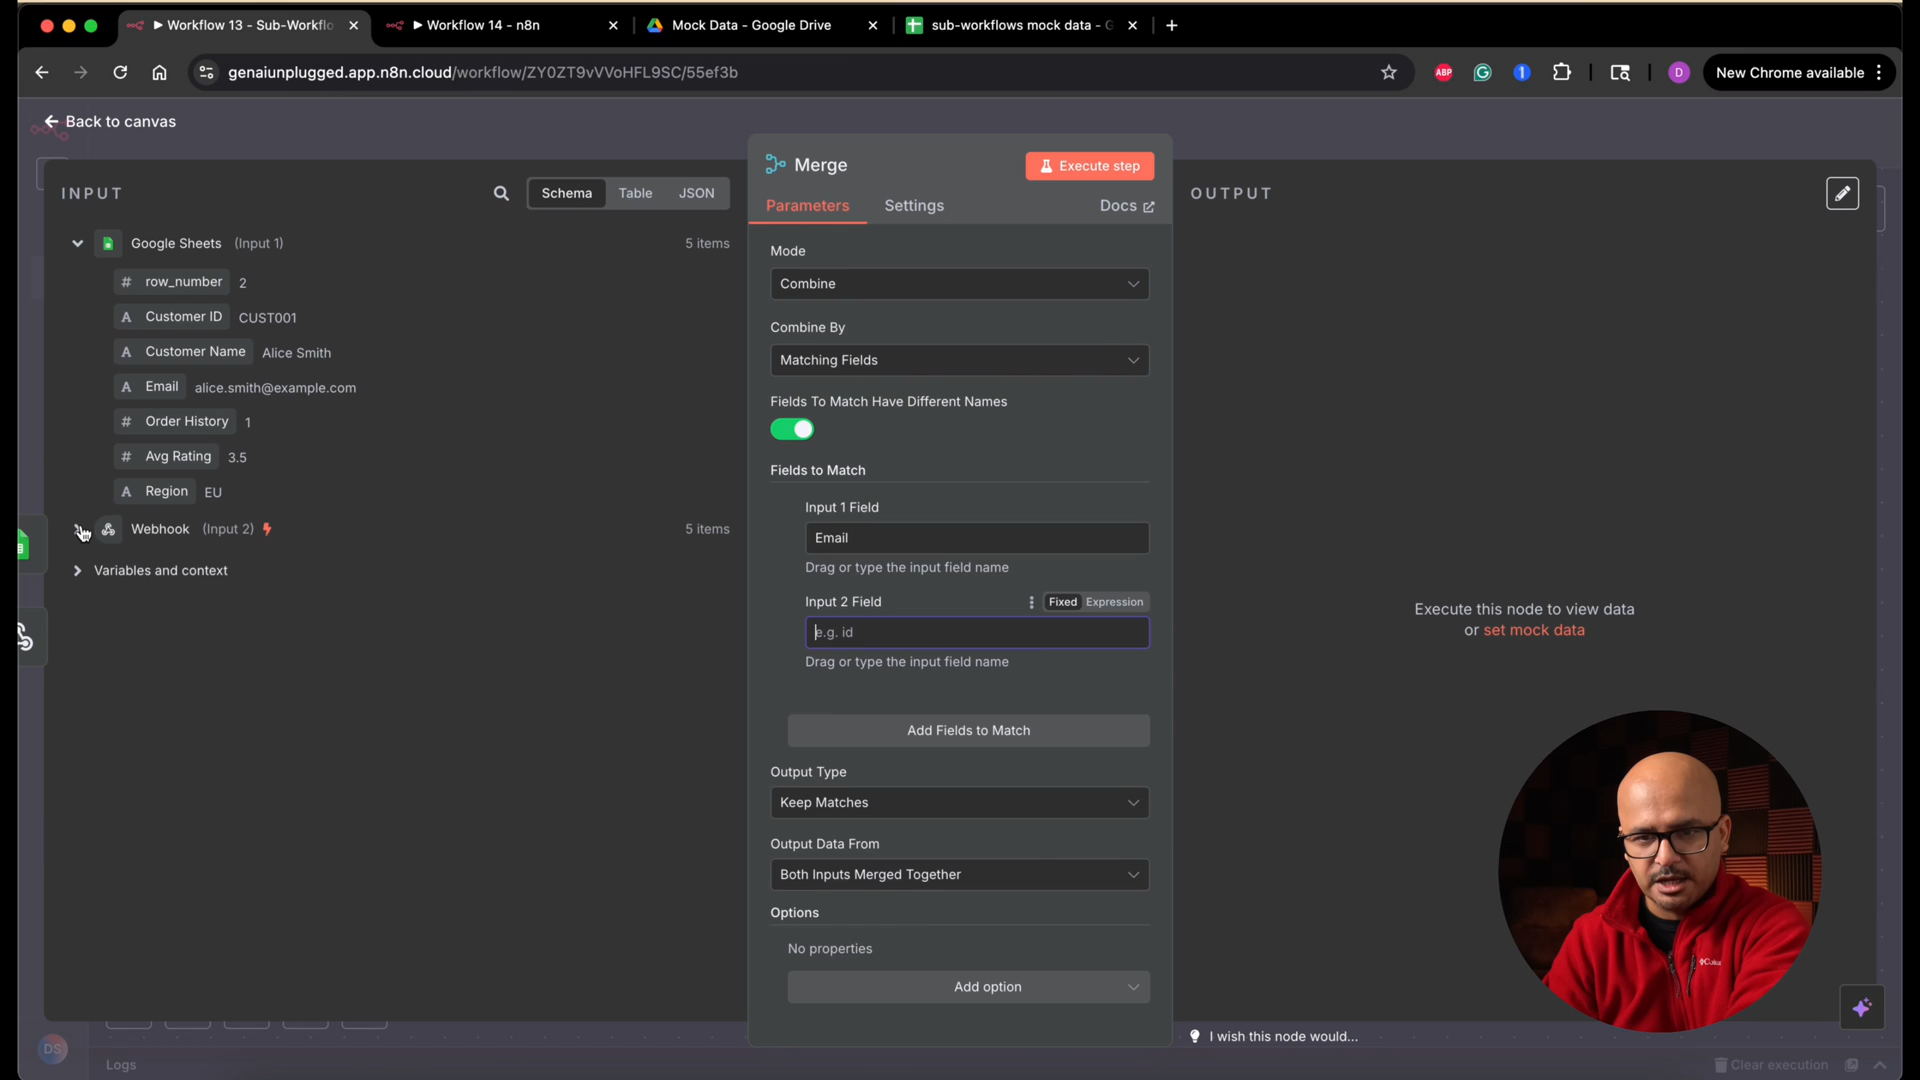 Workflow 13 - Sub-Workflo
Workflow 14 - n8n
Mock Data - Google Drive
sub-workflows mock data - G
genaiunplugged.app.n8n.cloud/workflow/ZY0ZT9vVVoHFL9SC/55ef3b
ABP
1
D
New Chrome available
Back to canvas
INPUT
Schema
Table
JSON
Google Sheets (Input 1)
5 items
# row_number 2
A Customer ID CUST001
A Customer Name Alice Smith
A Email alice.smith@example.com
# Order History 1
# Avg Rating 3.5
A Region EU
Webhook (Input 2)
5 items
Variables and context
Merge
Execute step
Parameters
Settings
Docs
Mode
Combine
Combine By
Matching Fields
Fields To Match Have Different Names
Fields to Match
Input 1 Field
Email
Drag or type the input field name
Input 2 Field
Fixed
Expression
e.g. id
Drag or type the input field name
Add Fields to Match
Output Type
Keep Matches
Output Data From
Both Inputs Merged Together
Options
No properties
Add option
OUTPUT
Execute this node to view data
or set mock data
I wish this node would...
DS
Logs
Clear execution